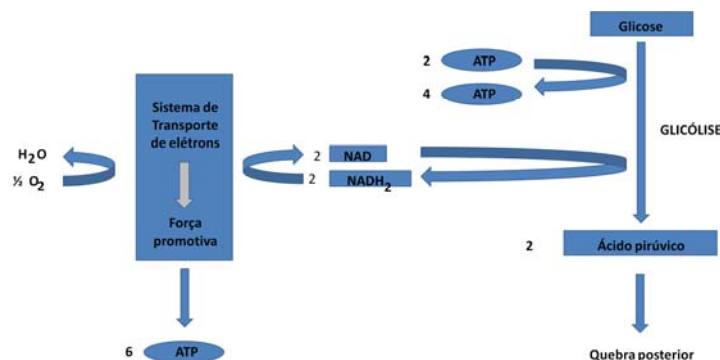 Glicose
2 ATP
4 ATP
GLICÓLISE
Sistema de
Transporte
de elétrons
Força
promotiva
H2O
½ O2
2 NAD
2 NADH2
2 Ácido pirúvico
6 ATP
Quebra posterior